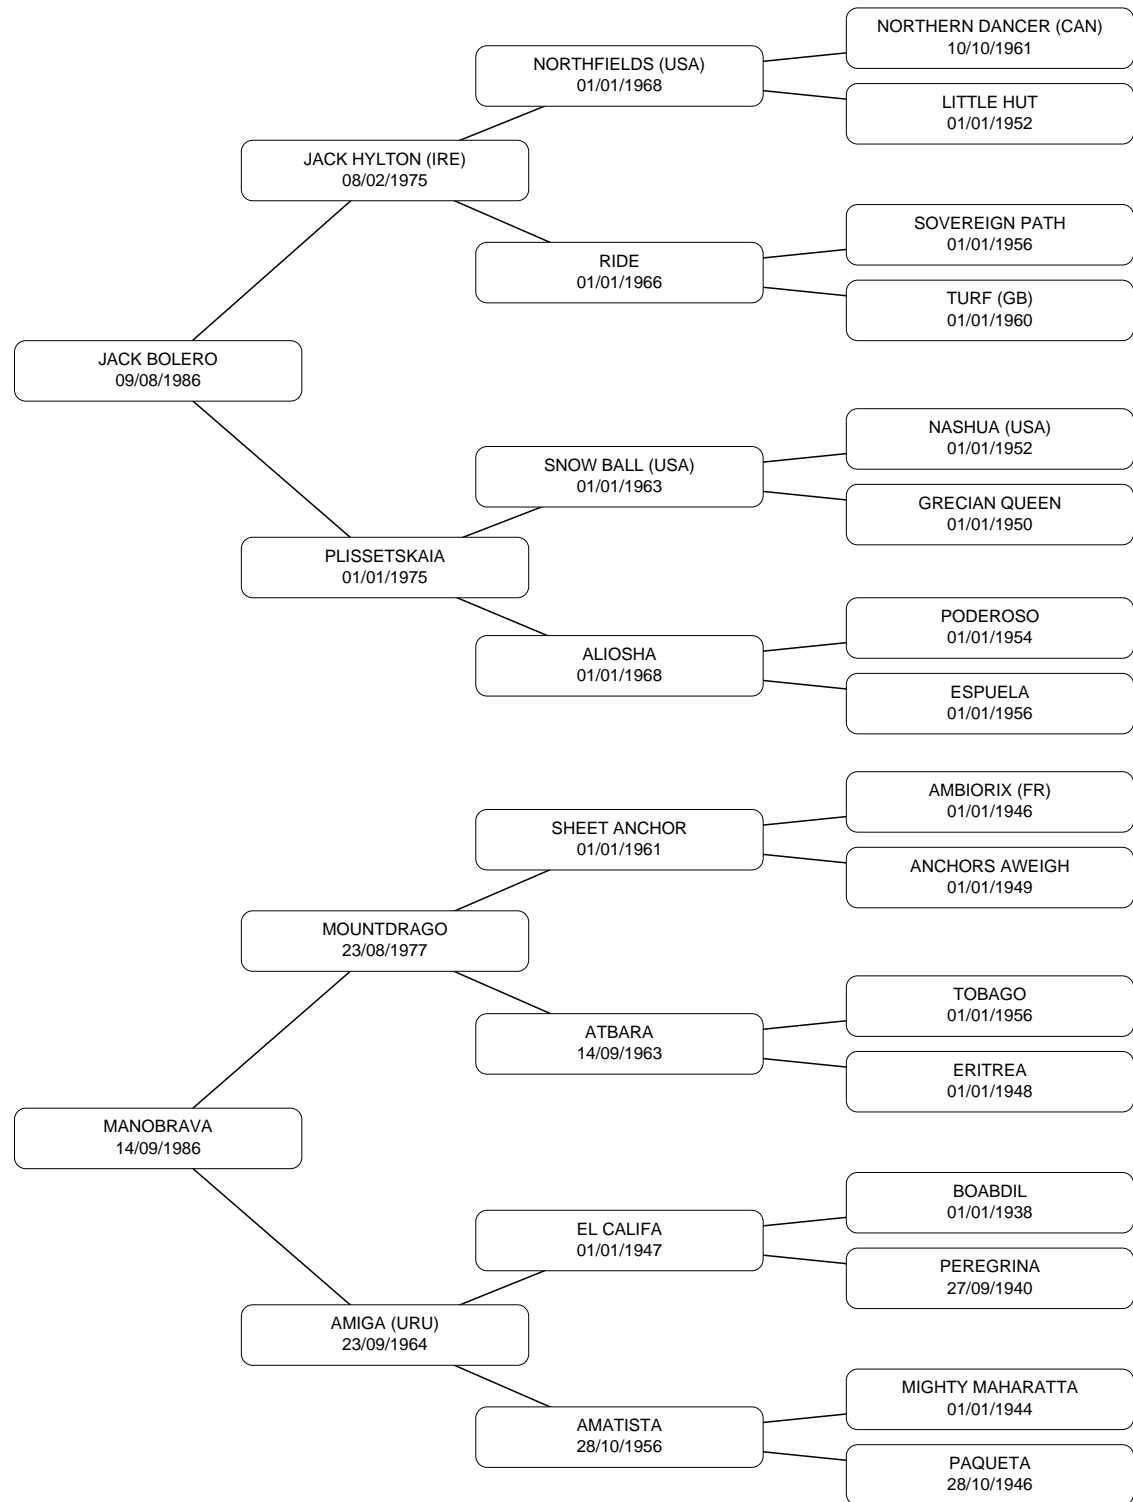 NORTHERN DANCER (CAN)
10/10/1961
NORTHFIELDS (USA)
01/01/1968
LITTLE HUT
01/01/1952
JACK HYLTON (IRE)
08/02/1975
SOVEREIGN PATH
01/01/1956
RIDE
01/01/1966
TURF (GB)
01/01/1960
JACK BOLERO
09/08/1986
NASHUA (USA)
01/01/1952
SNOW BALL (USA)
01/01/1963
GRECIAN QUEEN
01/01/1950
PLISSETSKAIA
01/01/1975
PODEROSO
01/01/1954
ALIOSHA
01/01/1968
ESPUELA
01/01/1956
AMBIORIX (FR)
01/01/1946
SHEET ANCHOR
01/01/1961
ANCHORS AWEIGH
01/01/1949
MOUNTDRAGO
23/08/1977
TOBAGO
01/01/1956
ATBARA
14/09/1963
ERITREA
01/01/1948
MANOBRAVA
14/09/1986
BOABDIL
01/01/1938
EL CALIFA
01/01/1947
PEREGRINA
27/09/1940
AMIGA (URU)
23/09/1964
MIGHTY MAHARATTA
01/01/1944
AMATISTA
28/10/1956
PAQUETA
28/10/1946